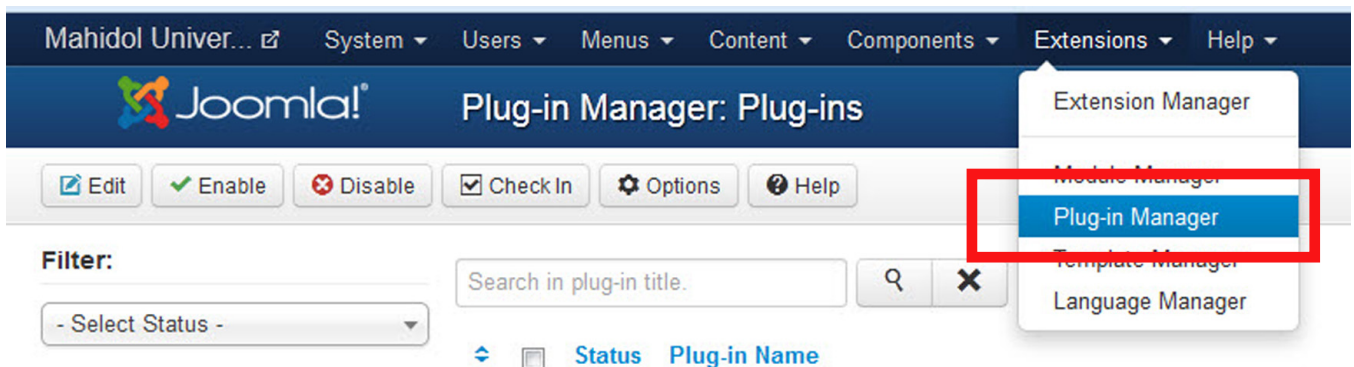 Mahidol Univer... System Users Menus Content Components Extensions Help
Joomla!® Plug-in Manager: Plug-ins
Extension Manager
Edit Enable Disable Check In Options Help
Module Manager
Plug-in Manager
Template Manager
Language Manager
Filter:
Search in plug-in title.
- Select Status -
Status Plug-in Name